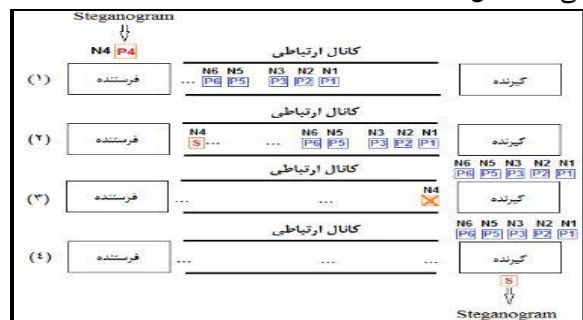 Steganogram
N4 P4
کانال ارتباطی
(۱) فرستنده ... N6 N5 N3 N2 N1 گیرنده
P6 P5 P3 P2 P1
کانال ارتباطی
(۲) فرستنده N4 N6 N5 N3 N2 N1 گیرنده
S ... ... P6 P5 P3 P2 P1
کانال ارتباطی
N6 N5 N3 N2 N1
P6 P5 P3 P2 P1
(۳) فرستنده ... ... N4 گیرنده
کانال ارتباطی
N6 N5 N3 N2 N1
P6 P5 P3 P2 P1
(٤) فرستنده ... ... ... گیرنده
S
Steganogram